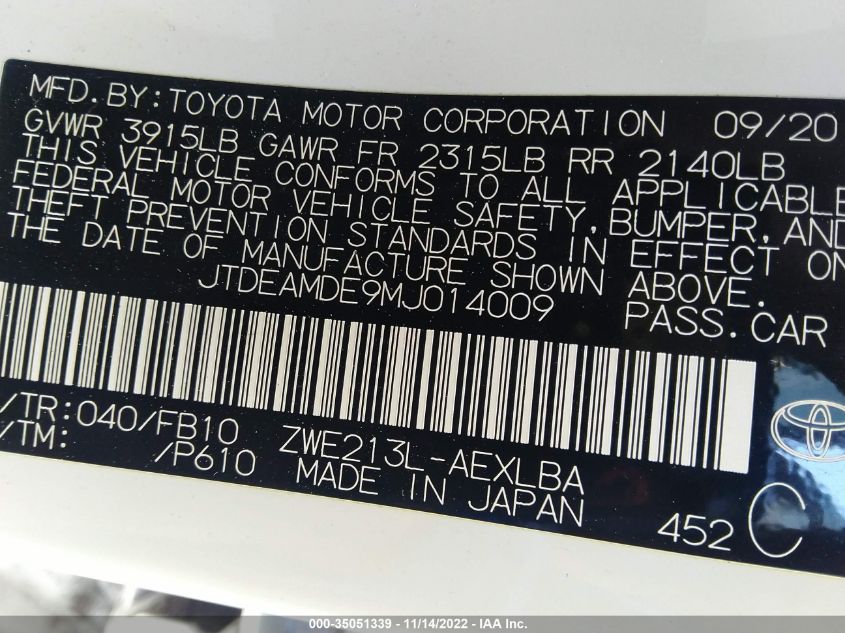 MFD. BY: TOYOTA MOTOR CORPORATION 09/20
GVWR 3915LB GAWR FR 2315LB RR 2140LB
THIS VEHICLE CONFORMS TO ALL APPLICABLE
FEDERAL MOTOR VEHICLE SAFETY, BUMPER, AND
THEFT PREVENTION STANDARDS IN EFFECT ON
THE DATE OF MANUFACTURE SHOWN ABOVE.
JTDEAMDE9MJ014009 PASS. CAR
/TR: 040/FB10 ZWE213L-AEXLBA
/TM: /P610 MADE IN JAPAN
452 C
000-35051339 — 11/14/2022 — IAA Inc.